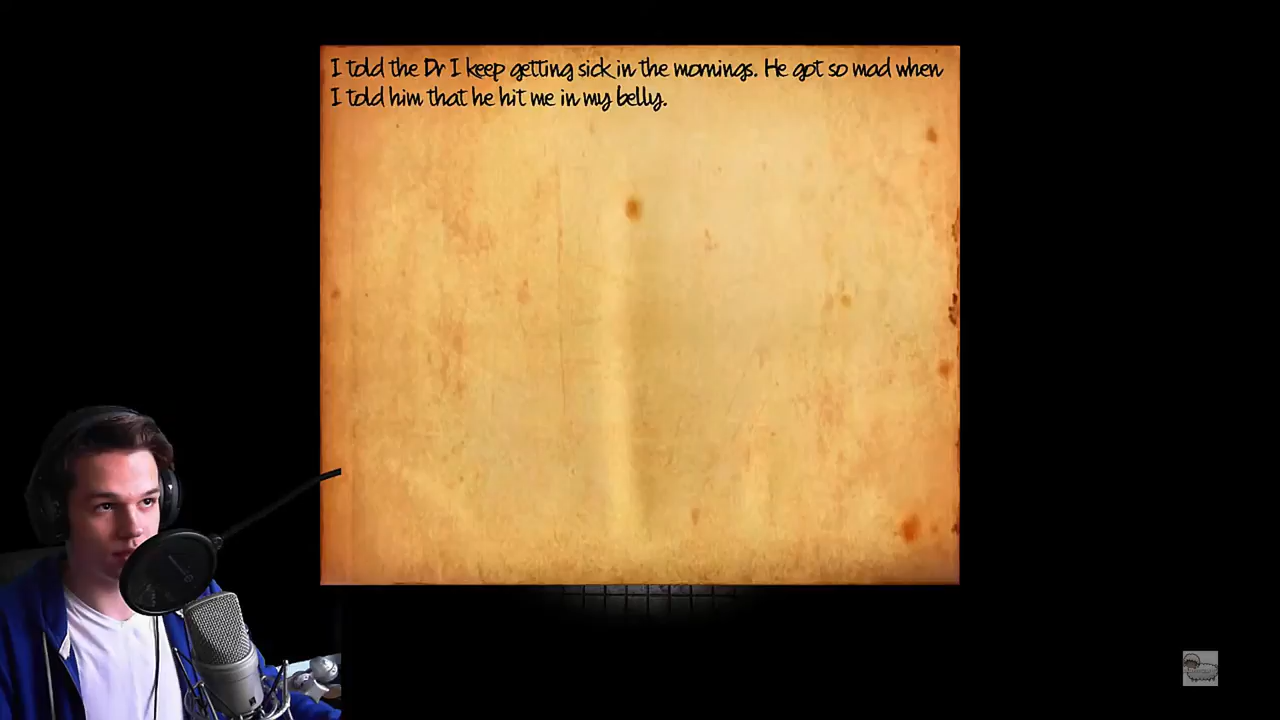 I told the Dr I keep getting sick in the mornings. He got so mad when
I told him that he hit me in my belly.